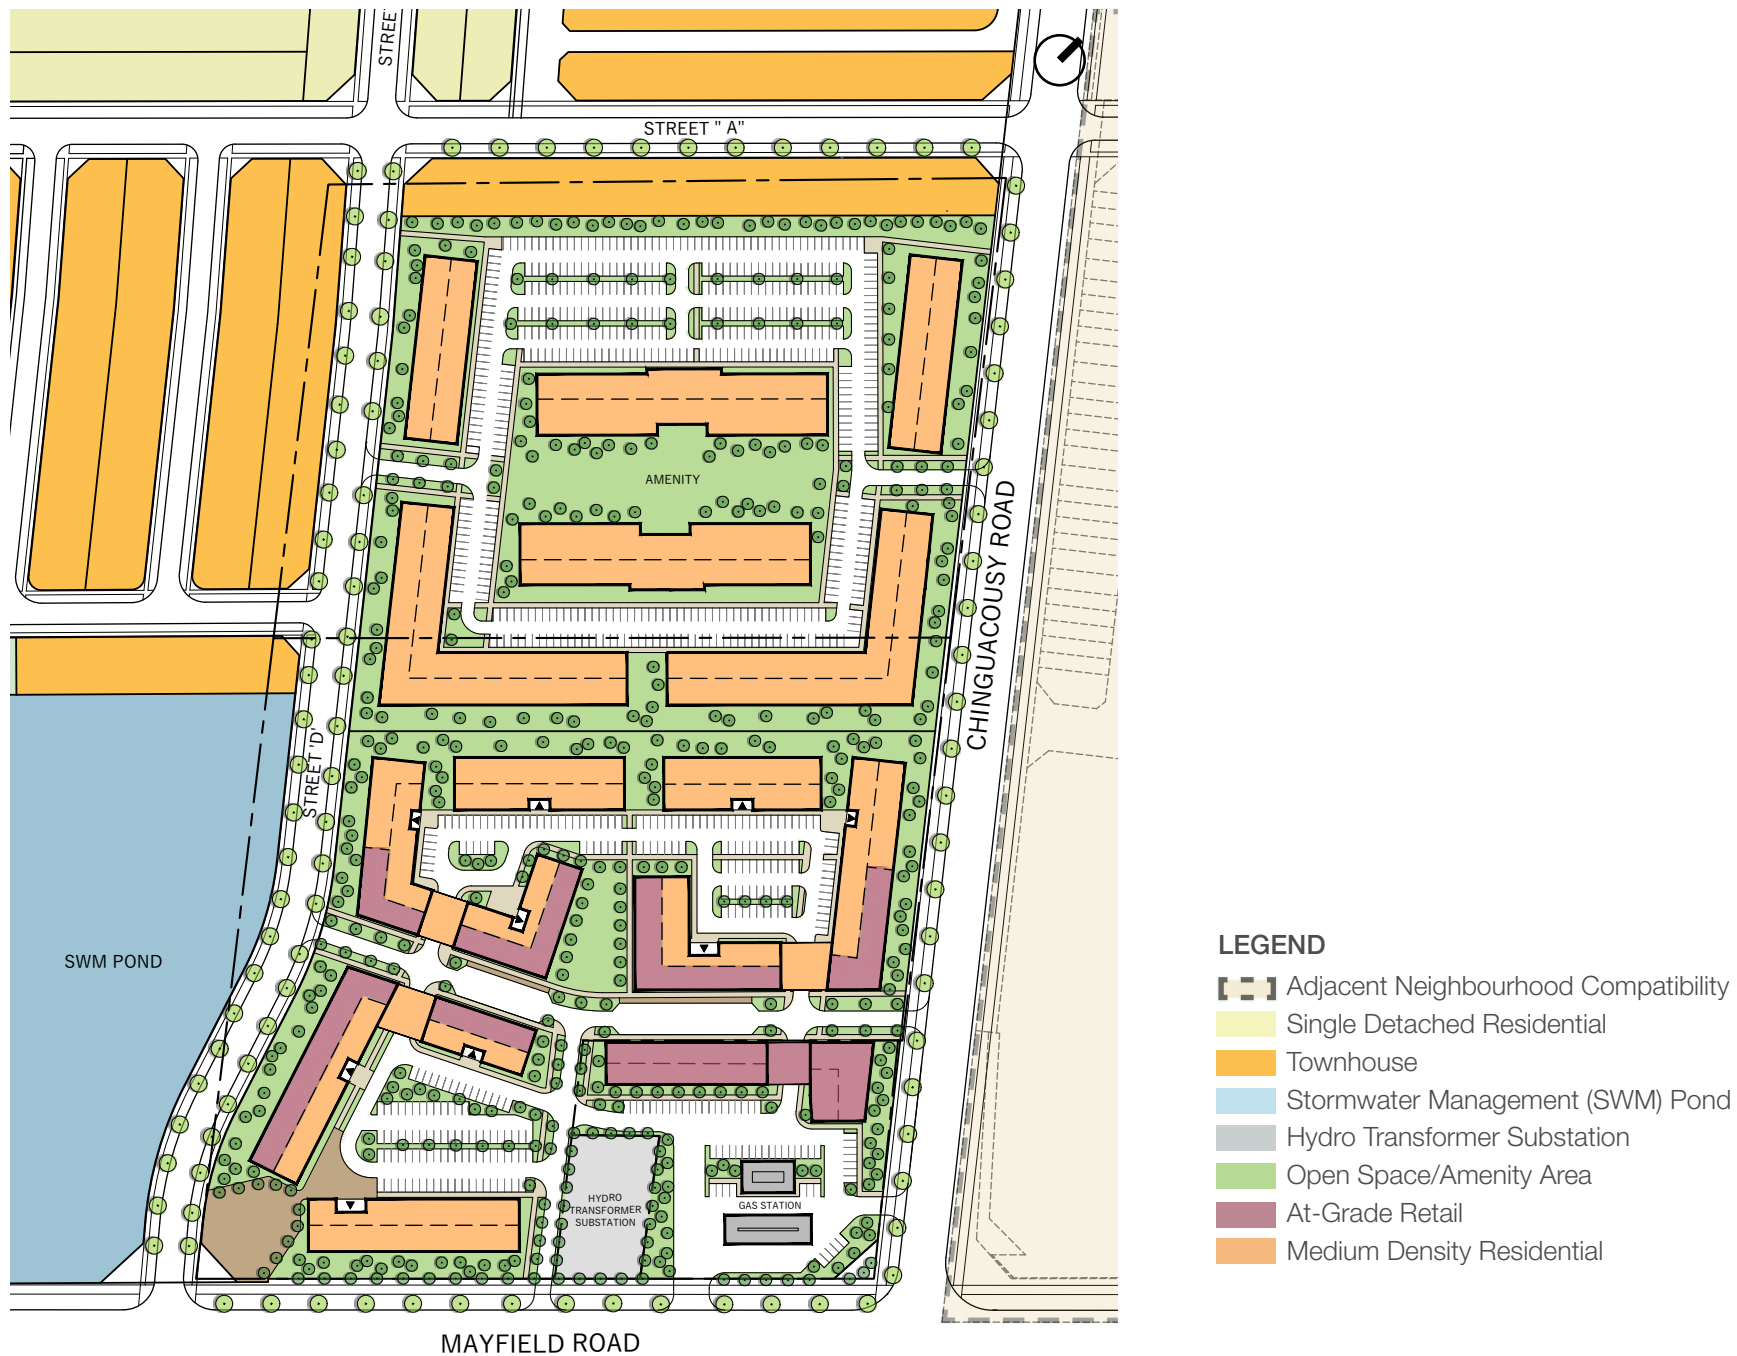 STREE
STREET " A"
AMENITY
CHINGUACOUSY ROAD
STREET 'D'
SWM POND
HYDRO
TRANSFORMER
SUBSTATION
GAS STATION
MAYFIELD ROAD
LEGEND
Adjacent Neighbourhood Compatibility
Single Detached Residential
Townhouse
Stormwater Management (SWM) Pond
Hydro Transformer Substation
Open Space/Amenity Area
At-Grade Retail
Medium Density Residential